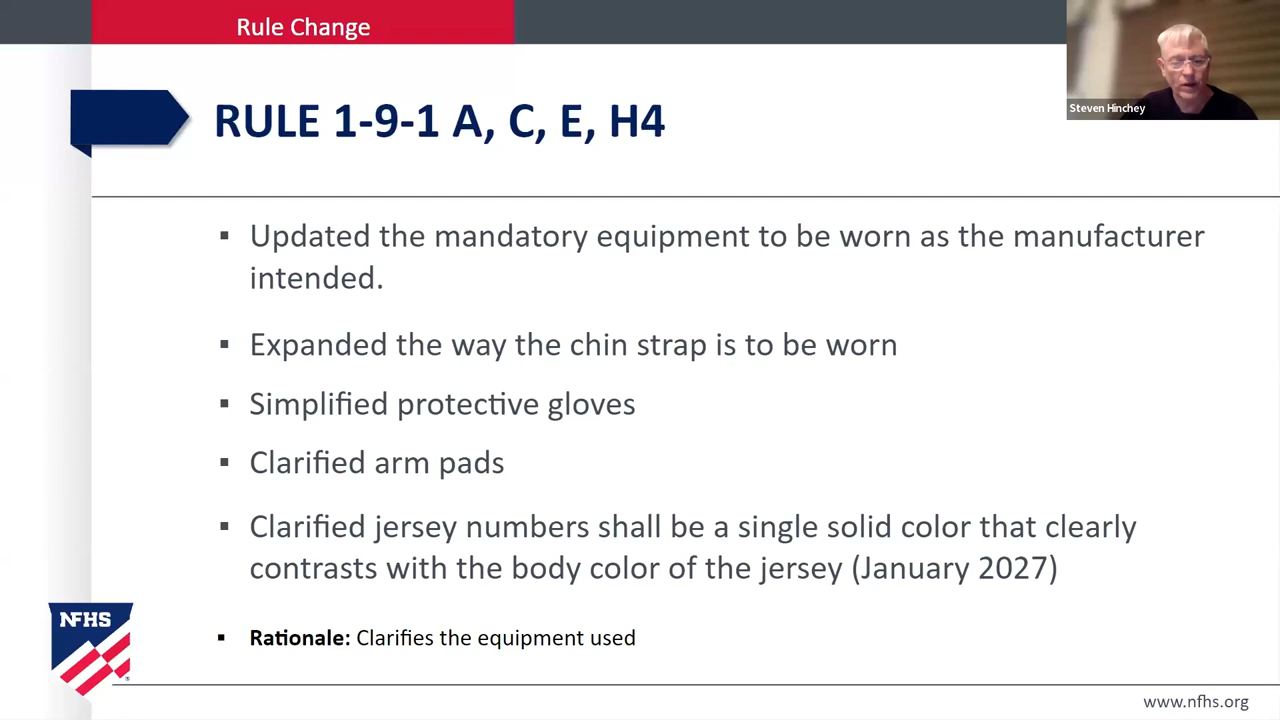 Rule Change
Steven Hinchey
RULE 1-9-1 A, C, E, H4
▪ Updated the mandatory equipment to be worn as the manufacturer
intended.
▪ Expanded the way the chin strap is to be worn
▪ Simplified protective gloves
▪ Clarified arm pads
▪ Clarified jersey numbers shall be a single solid color that clearly
contrasts with the body color of the jersey (January 2027)
NFHS
®
▪ Rationale: Clarifies the equipment used
www.nfhs.org